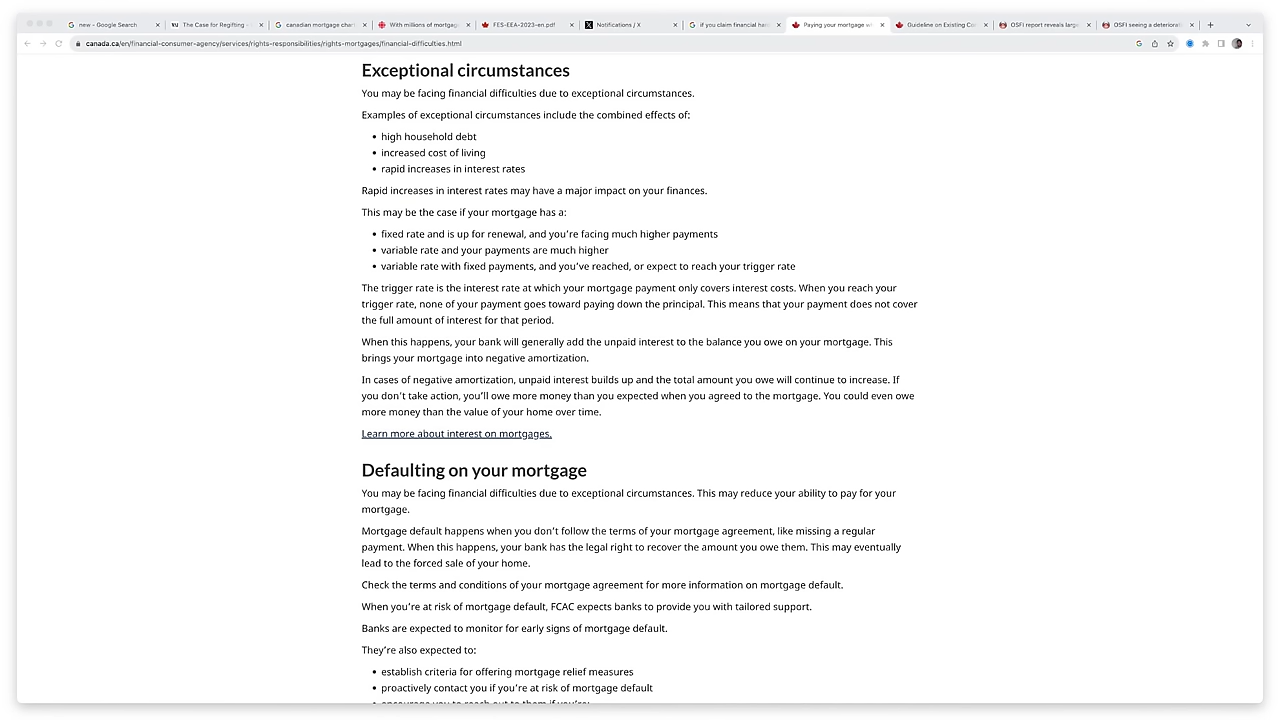 new - Google Search
The Case for Regifting -
canadian mortgage char
With millions of mortgage
FES-EEA-2023-en.pdf
Notifications / X
if you claim financial har
Paying your mortgage w
Guideline on Existing Co
OSFI report reveals larg
OSFI seeing a deteriorat
canada.ca/en/financial-consumer-agency/services/rights-responsibilities/rights-mortgages/financial-difficulties.html
Exceptional circumstances
You may be facing financial difficulties due to exceptional circumstances.
Examples of exceptional circumstances include the combined effects of:
• high household debt
• increased cost of living
• rapid increases in interest rates
Rapid increases in interest rates may have a major impact on your finances.
This may be the case if your mortgage has a:
• fixed rate and is up for renewal, and you're facing much higher payments
• variable rate and your payments are much higher
• variable rate with fixed payments, and you've reached, or expect to reach your trigger rate
The trigger rate is the interest rate at which your mortgage payment only covers interest costs. When you reach your
trigger rate, none of your payment goes toward paying down the principal. This means that your payment does not cover
the full amount of interest for that period.
When this happens, your bank will generally add the unpaid interest to the balance you owe on your mortgage. This
brings your mortgage into negative amortization.
In cases of negative amortization, unpaid interest builds up and the total amount you owe will continue to increase. If
you don't take action, you'll owe more money than you expected when you agreed to the mortgage. You could even owe
more money than the value of your home over time.
Learn more about interest on mortgages.
Defaulting on your mortgage
You may be facing financial difficulties due to exceptional circumstances. This may reduce your ability to pay for your
mortgage.
Mortgage default happens when you don't follow the terms of your mortgage agreement, like missing a regular
payment. When this happens, your bank has the legal right to recover the amount you owe them. This may eventually
lead to the forced sale of your home.
Check the terms and conditions of your mortgage agreement for more information on mortgage default.
When you're at risk of mortgage default, FCAC expects banks to provide you with tailored support.
Banks are expected to monitor for early signs of mortgage default.
They're also expected to:
• establish criteria for offering mortgage relief measures
• proactively contact you if you're at risk of mortgage default
• encourage you to reach out to them if you're: